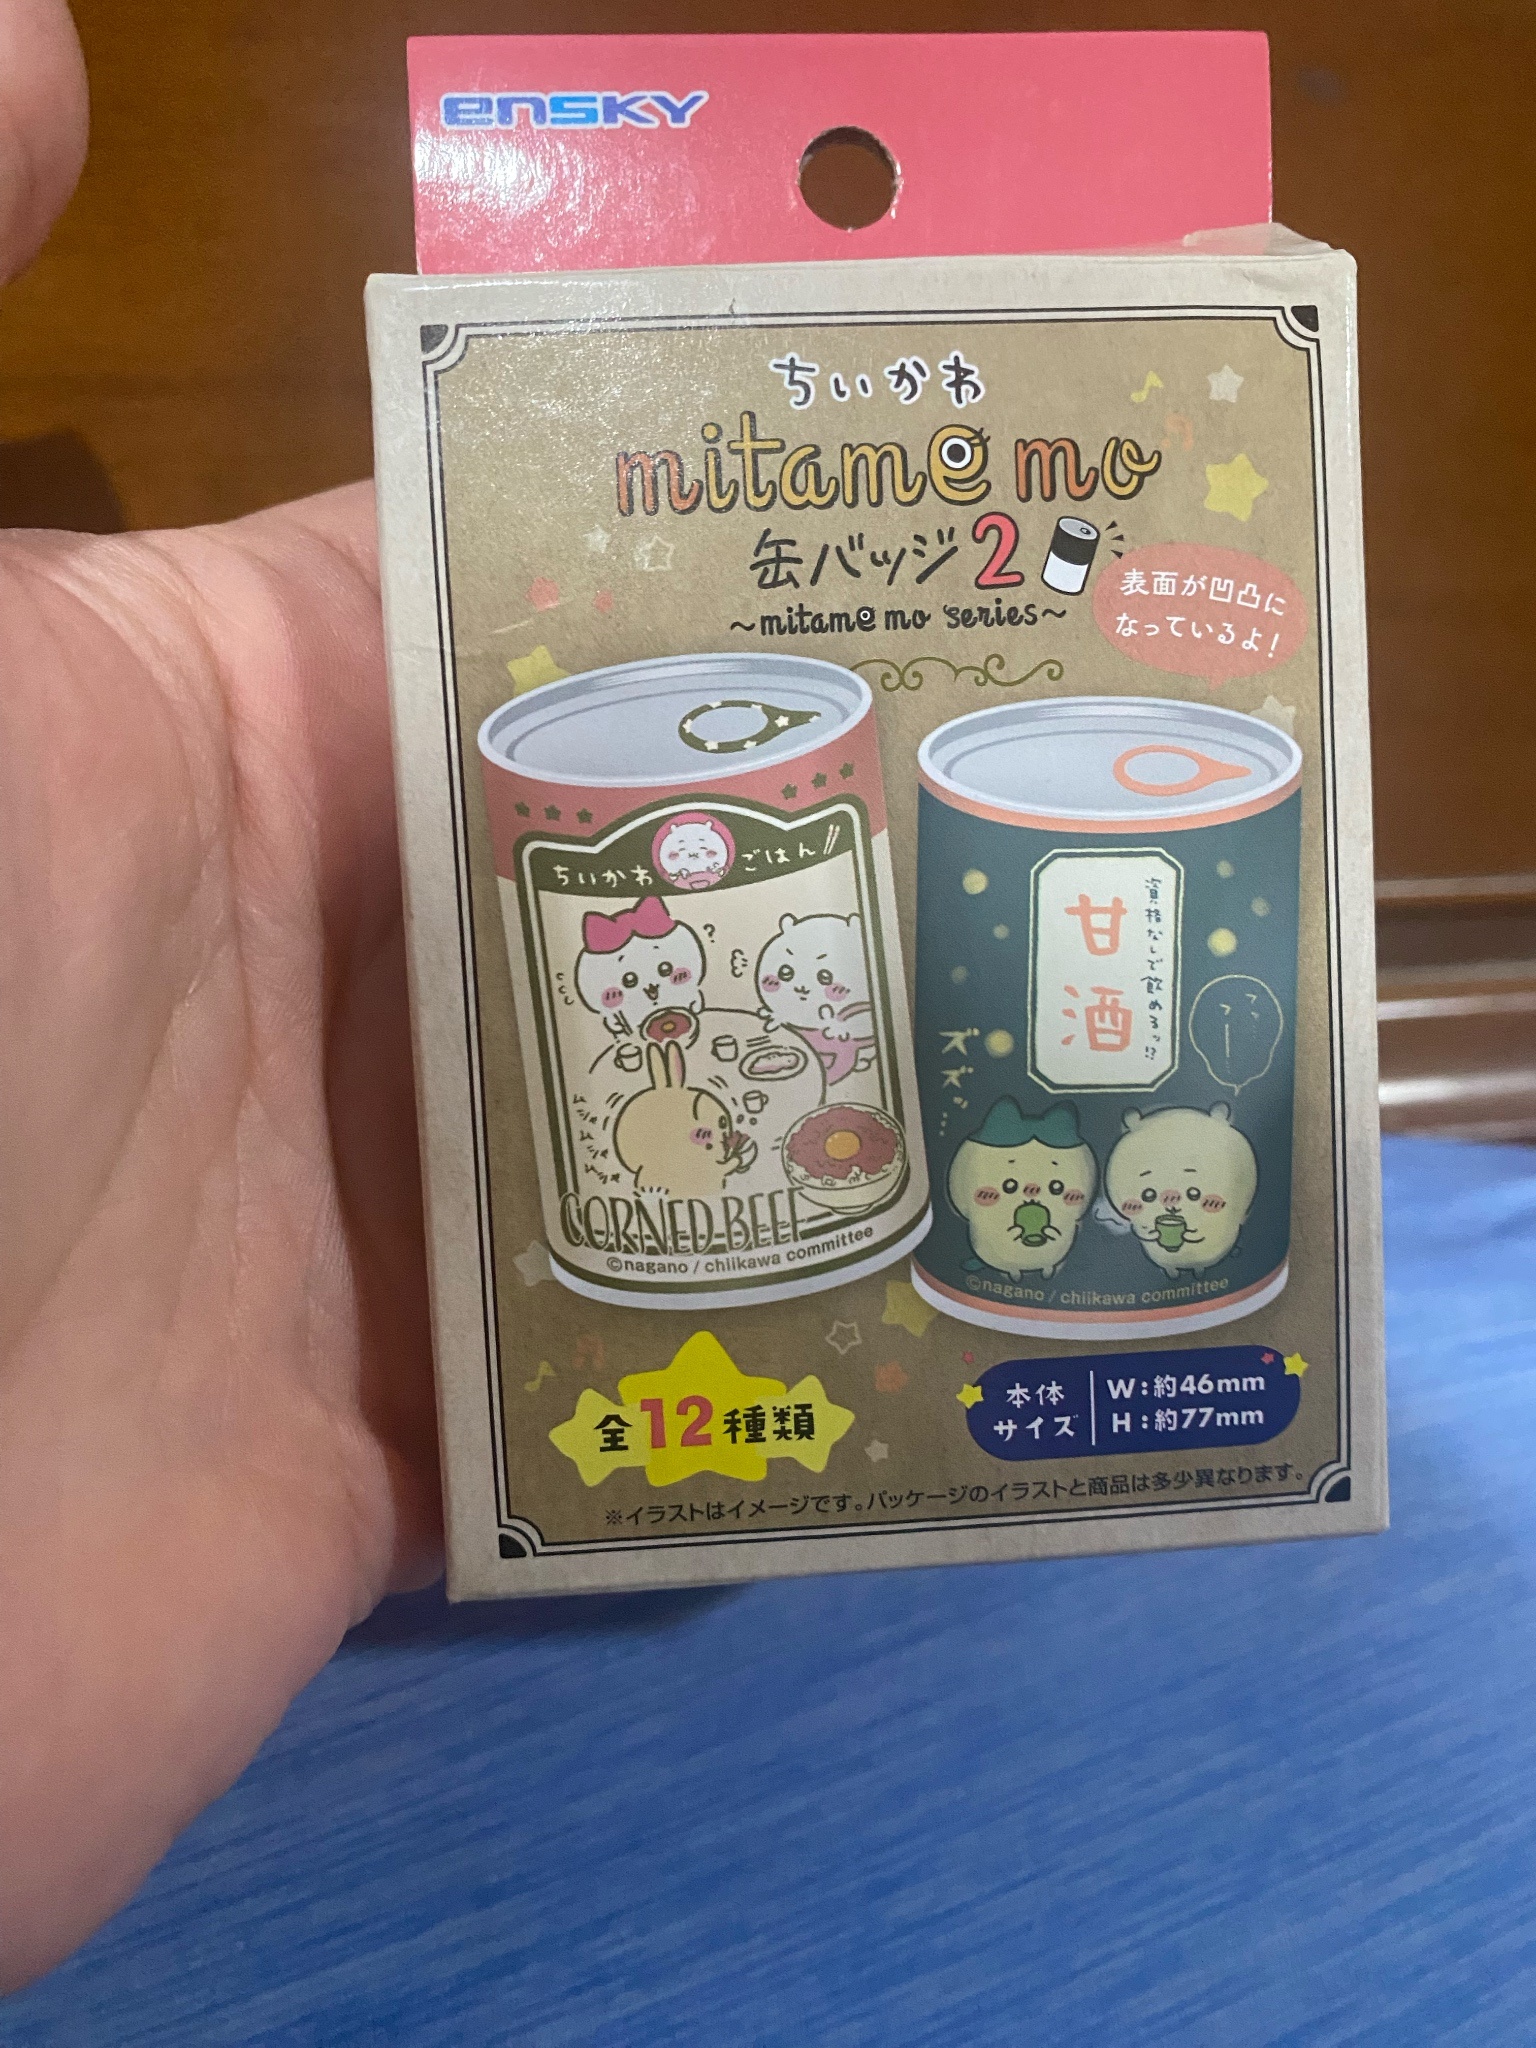 ensky
ちいかわ
mitamemo
缶バッジ2
~mitamemo series~
表面が凹凸に
なっているよ!
ちいかわ ごはん
?
ムシャ
CORNED BEEF
©nagano / chiikawa committee
資格なしで飲めるっ!?
甘酒
ズズッ…
©nagano / chiikawa committee
全12種類
本体
サイズ
W:約46mm
H:約77mm
※イラストはイメージです。パッケージのイラストと商品は多少異なります。